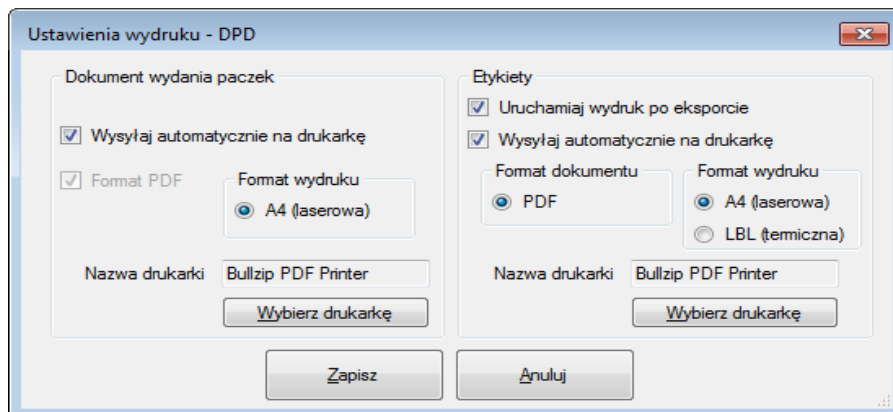 Ustawienia wydruku - DPD
Dokument wydania paczek
Wysyłaj automatycznie na drukarkę
Format PDF
Format wydruku
A4 (laserowa)
Nazwa drukarki
Bullzip PDF Printer
Wybierz drukarkę
Etykiety
Uruchamiaj wydruk po eksporcie
Wysyłaj automatycznie na drukarkę
Format dokumentu
PDF
Format wydruku
A4 (laserowa)
LBL (termiczna)
Nazwa drukarki
Bullzip PDF Printer
Wybierz drukarkę
Zapisz
Anuluj